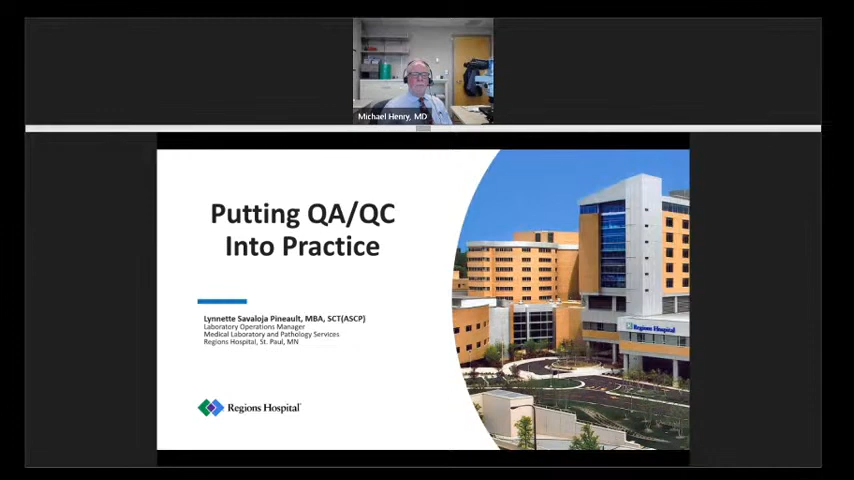 Michael Henry, MD
Putting QA/QC
Into Practice
Lynnette Savaloja Pineault, MBA, SCT(ASCP)
Laboratory Operations Manager
Medical Laboratory and Pathology Services
Regions Hospital, St. Paul, MN
Regions Hospital
Regions Hospital